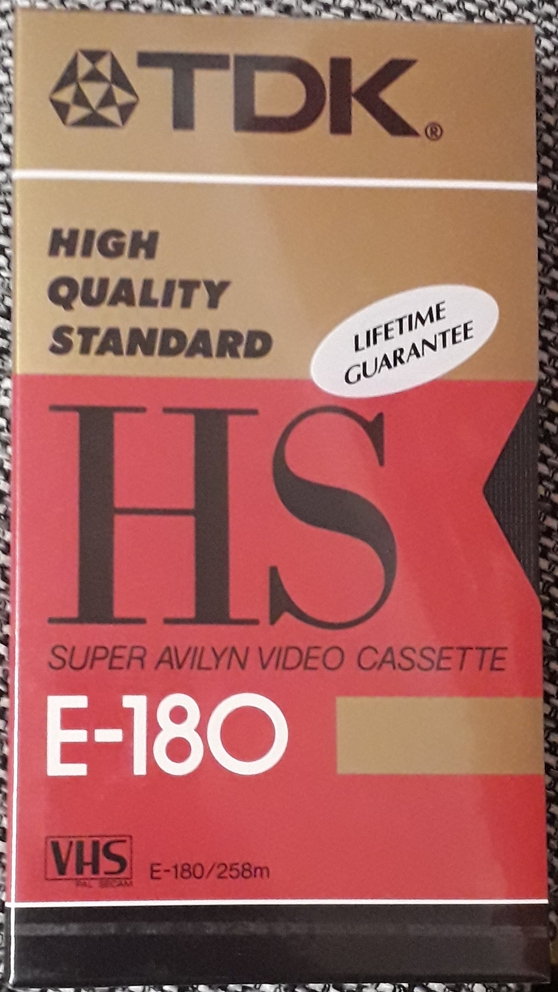 TDK®
HIGH
QUALITY
STANDARD
LIFETIME
GUARANTEE
HS
SUPER AVILYN VIDEO CASSETTE
E-180
VHS
PAL SECAM
E-180/258m